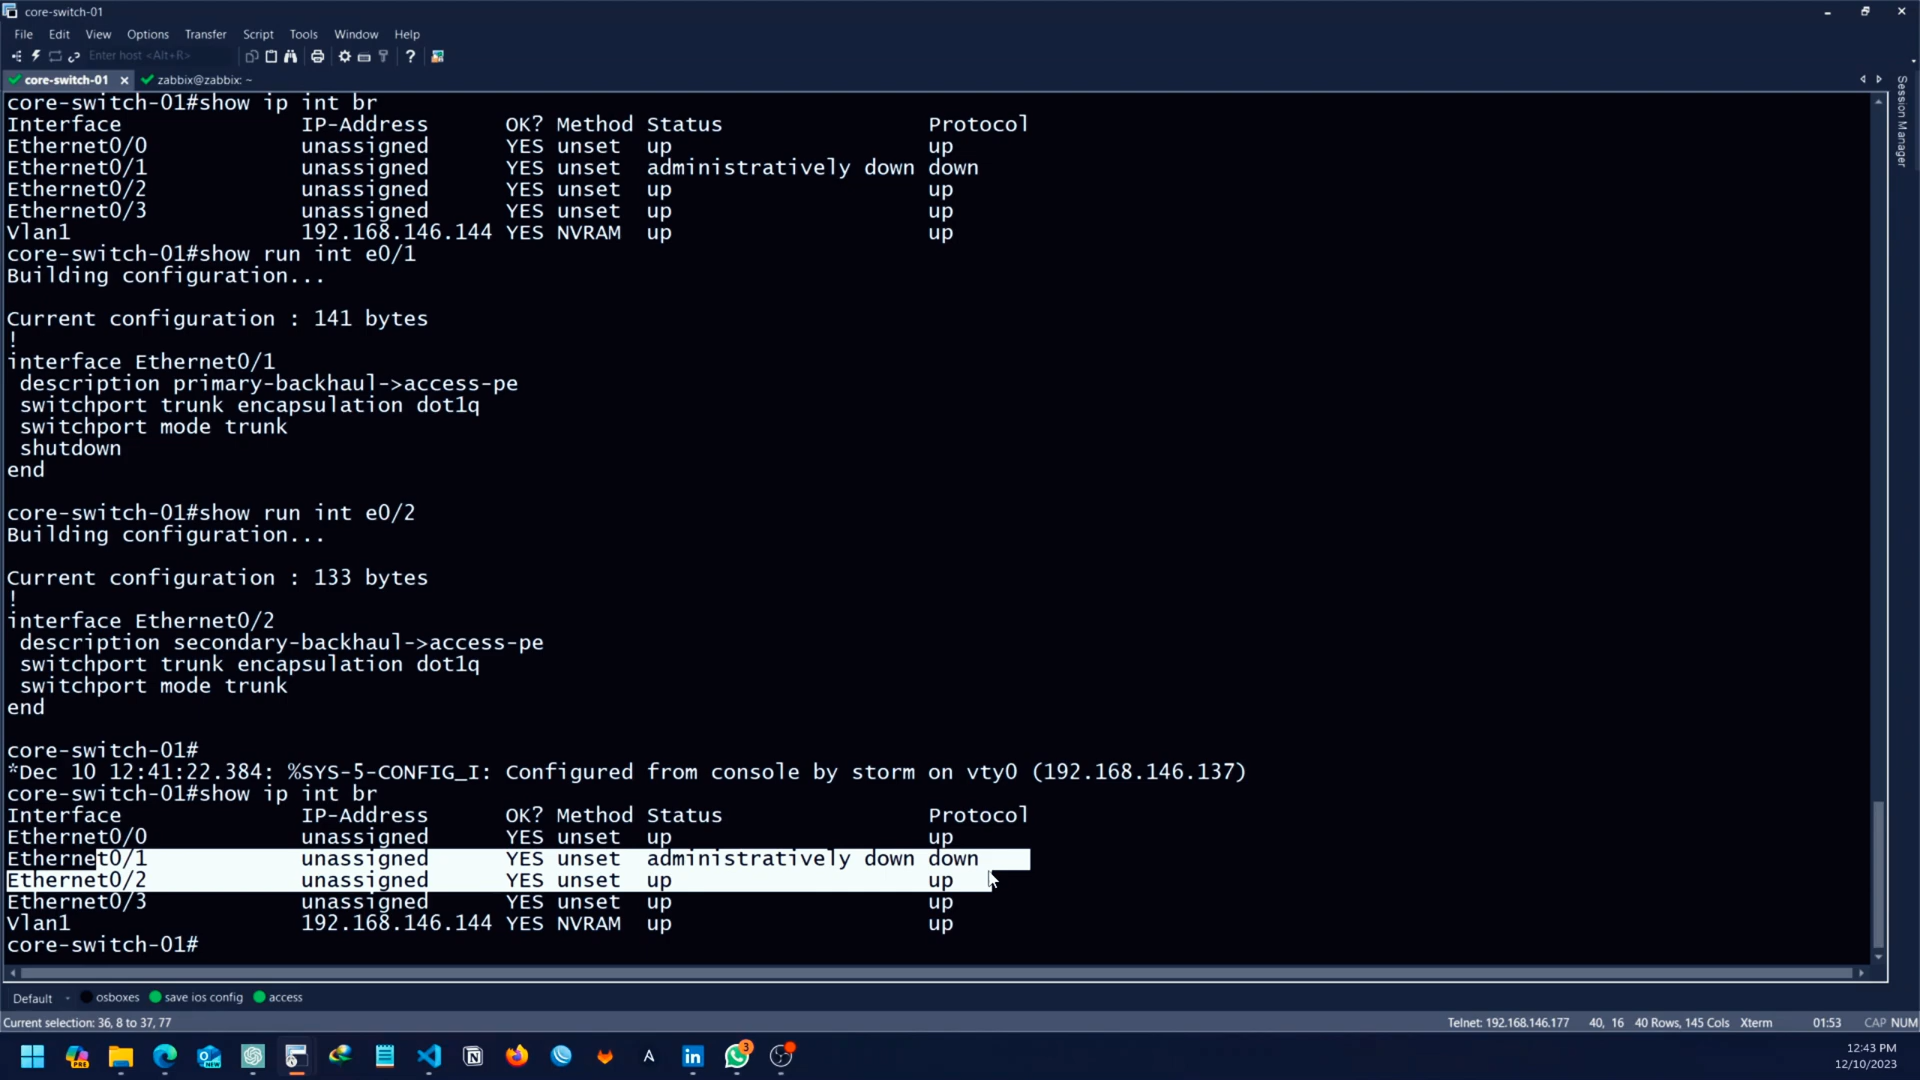 core-switch-01
File Edit View Options Transfer Script Tools Window Help
Enter host <Alt+R>
core-switch-01 zabbix@zabbix: ~
Session Manager
core-switch-01#show ip int br
Interface IP-Address OK? Method Status Protocol
Ethernet0/0 unassigned YES unset up up
Ethernet0/1 unassigned YES unset administratively down down
Ethernet0/2 unassigned YES unset up up
Ethernet0/3 unassigned YES unset up up
Vlan1 192.168.146.144 YES NVRAM up up
core-switch-01#show run int e0/1
Building configuration...
Current configuration : 141 bytes
!
interface Ethernet0/1
description primary-backhaul->access-pe
switchport trunk encapsulation dot1q
switchport mode trunk
shutdown
end
core-switch-01#show run int e0/2
Building configuration...
Current configuration : 133 bytes
!
interface Ethernet0/2
description secondary-backhaul->access-pe
switchport trunk encapsulation dot1q
switchport mode trunk
end
core-switch-01#
*Dec 10 12:41:22.384: %SYS-5-CONFIG_I: Configured from console by storm on vty0 (192.168.146.137)
core-switch-01#show ip int br
Interface IP-Address OK? Method Status Protocol
Ethernet0/0 unassigned YES unset up up
Ethernet0/1 unassigned YES unset administratively down down
Ethernet0/2 unassigned YES unset up up
Ethernet0/3 unassigned YES unset up up
Vlan1 192.168.146.144 YES NVRAM up up
core-switch-01#
Default osboxes save ios config access
Current selection: 36, 8 to 37, 77 Telnet: 192.168.146.177 40, 16 40 Rows, 145 Cols Xterm 01:53 CAP NUM
PRE NEW N A in 3
12:43 PM
12/10/2023